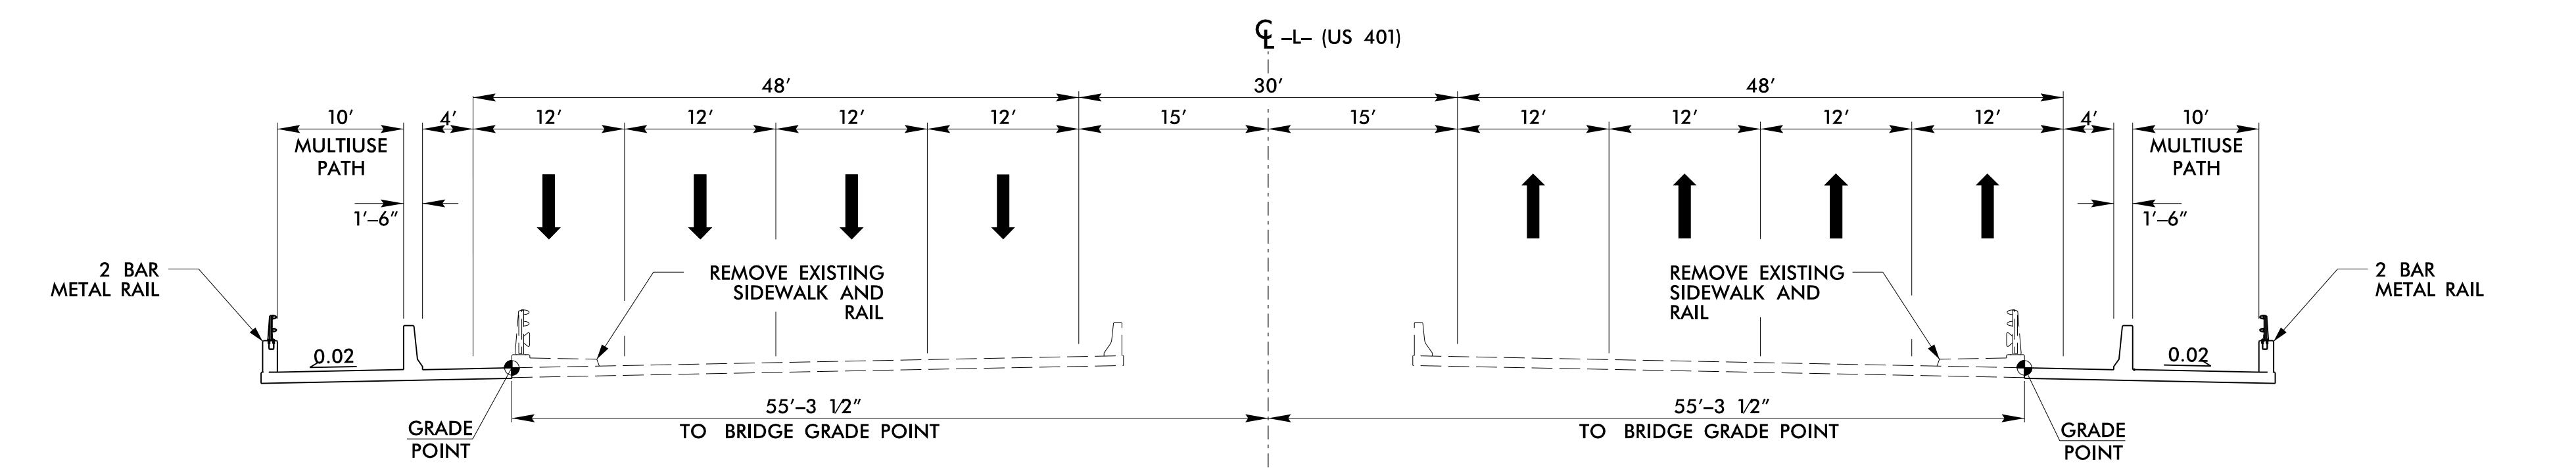 ℄ –L– (US 401)
48' 30' 48'
10' 4' 12' 12' 12' 12' 15' 15' 12' 12' 12' 12' 4' 10'
MULTIUSE
PATH
MULTIUSE
PATH
1'–6"
1'–6"
2 BAR
METAL RAIL
REMOVE EXISTING
SIDEWALK AND
RAIL
REMOVE EXISTING
SIDEWALK AND
RAIL
2 BAR
METAL RAIL
0.02
0.02
55'–3 1/2"
TO BRIDGE GRADE POINT
55'–3 1/2"
TO BRIDGE GRADE POINT
GRADE
POINT
GRADE
POINT